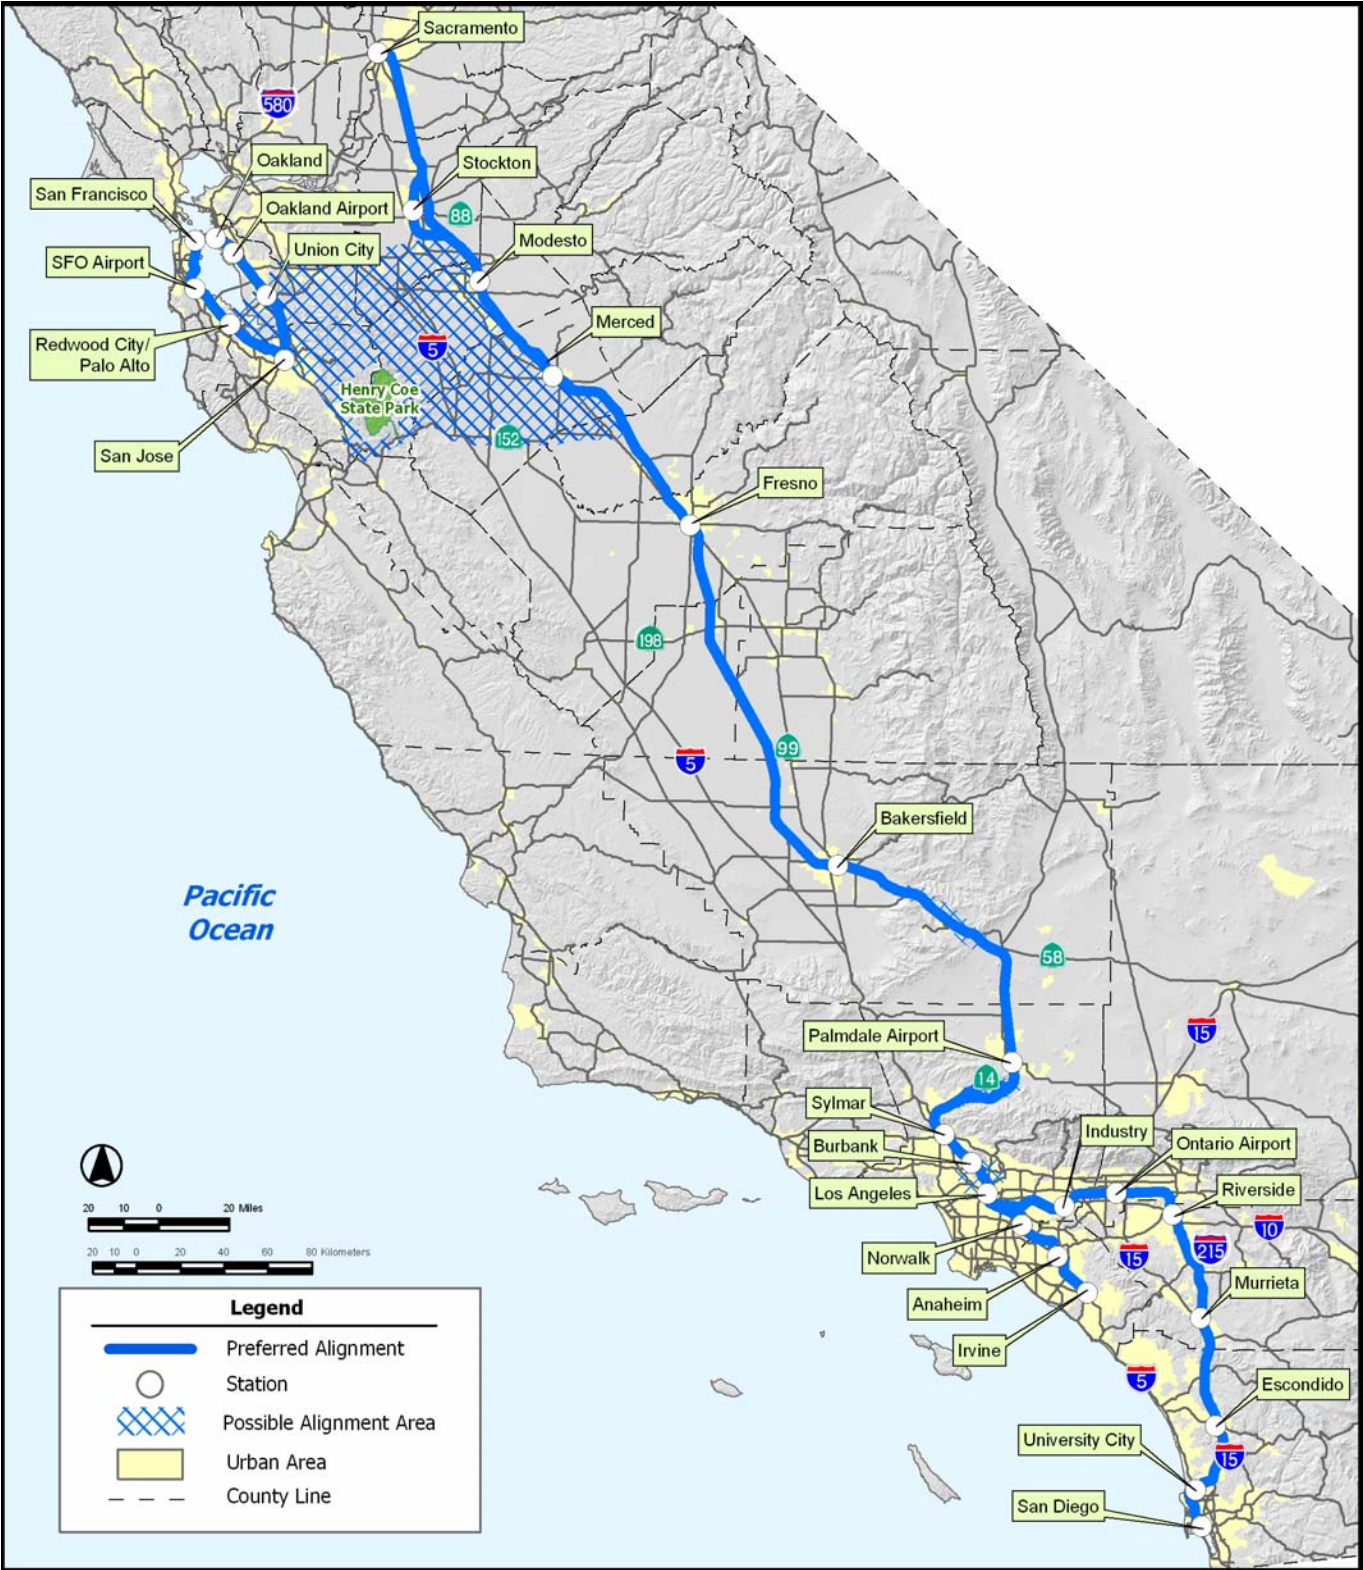 Sacramento
580
Oakland
Stockton
San Francisco
Oakland Airport
88
Modesto
Union City
SFO Airport
Merced
Redwood City/
Palo Alto
5
Henry Coe
State Park
152
San Jose
Fresno
198
99
5
Bakersfield
Pacific
Ocean
58
15
Palmdale Airport
14
Sylmar
Industry
Ontario Airport
Burbank
Los Angeles
Riverside
10
215
15
Norwalk
Murrieta
Anaheim
Irvine
5
Escondido
University City
15
San Diego
20 10 0 20 Miles
20 10 0 20 40 60 80 Kilometers
Legend
Preferred Alignment
Station
Possible Alignment Area
Urban Area
County Line